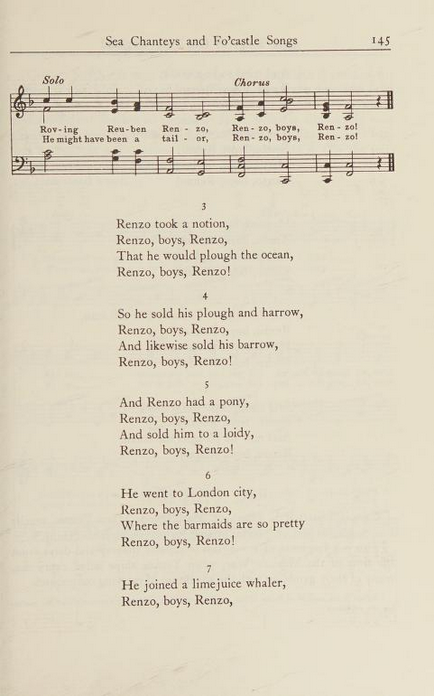 Sea Chanteys and Fo'castle Songs 145
Solo Chorus
Rov-ing Reu-ben Ren - zo, Ren-zo, boys, Ren-zo!
He might have been a tail - or, Ren-zo, boys, Ren-zo!
3
Renzo took a notion,
Renzo, boys, Renzo,
That he would plough the ocean,
Renzo, boys, Renzo!
4
So he sold his plough and harrow,
Renzo, boys, Renzo,
And likewise sold his barrow,
Renzo, boys, Renzo!
5
And Renzo had a pony,
Renzo, boys, Renzo,
And sold him to a loidy,
Renzo, boys, Renzo!
6
He went to London city,
Renzo, boys, Renzo,
Where the barmaids are so pretty
Renzo, boys, Renzo!
7
He joined a limejuice whaler,
Renzo, boys, Renzo,